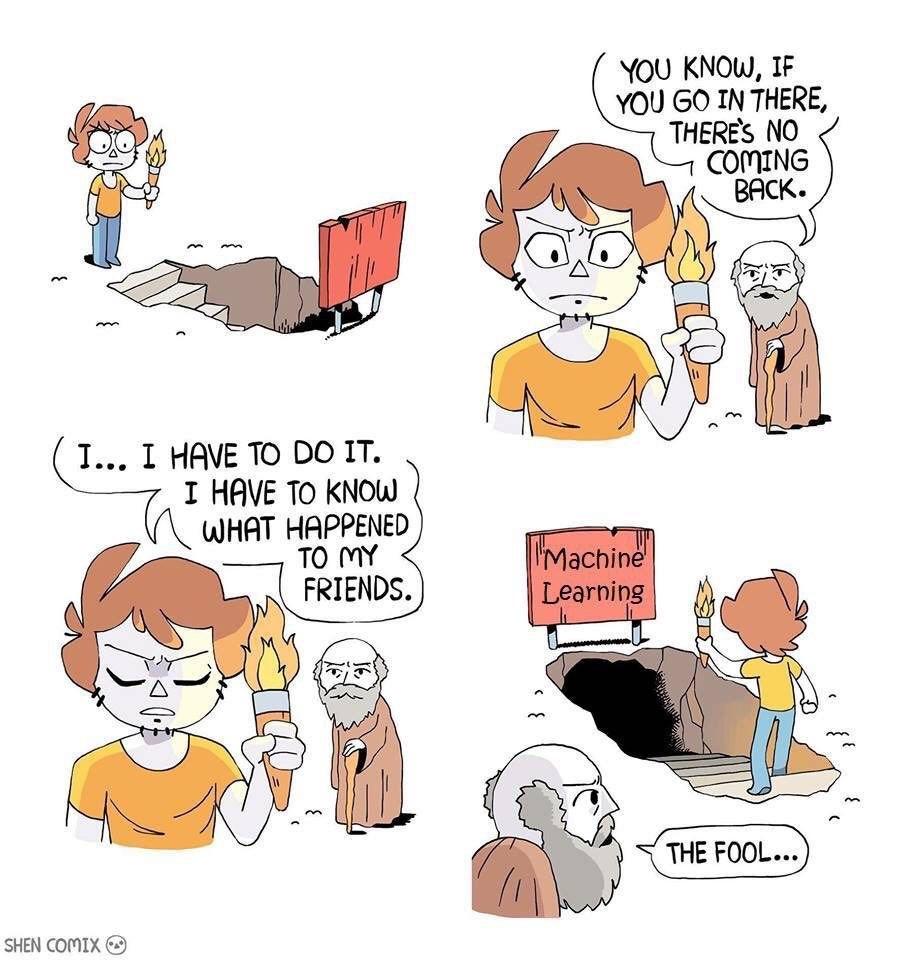 YOU KNOW, IF
YOU GO IN THERE,
THERE'S NO
COMING
BACK.
I... I HAVE TO DO IT.
I HAVE TO KNOW
WHAT HAPPENED
TO MY
FRIENDS.
Machine
Learning
THE FOOL...
SHEN COMIX